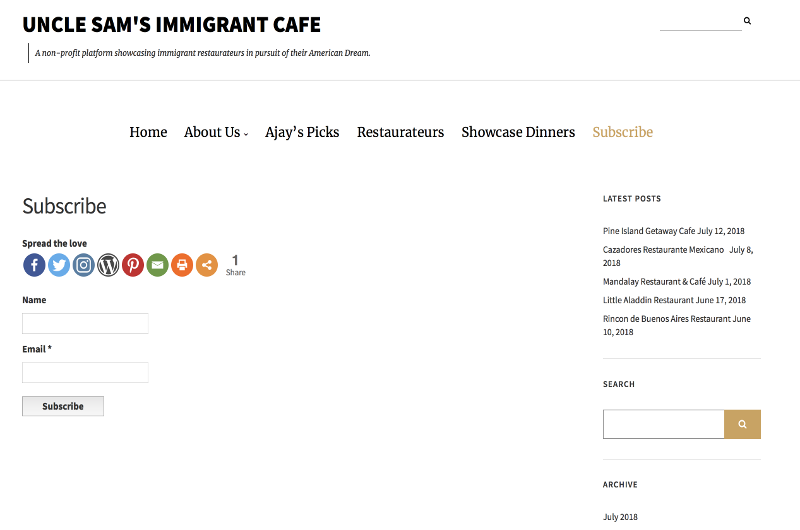 UNCLE SAM'S IMMIGRANT CAFE
A non-profit platform showcasing immigrant restaurateurs in pursuit of their American Dream.
Home About Us Ajay's Picks Restaurateurs Showcase Dinners Subscribe
Subscribe
Spread the love
1
Share
Name
Email *
Subscribe
LATEST POSTS
Pine Island Getaway Cafe July 12, 2018
Cazadores Restaurante Mexicano July 8,
2018
Mandalay Restaurant & Café July 1, 2018
Little Aladdin Restaurant June 17, 2018
Rincon de Buenos Aires Restaurant June
10, 2018
SEARCH
ARCHIVE
July 2018